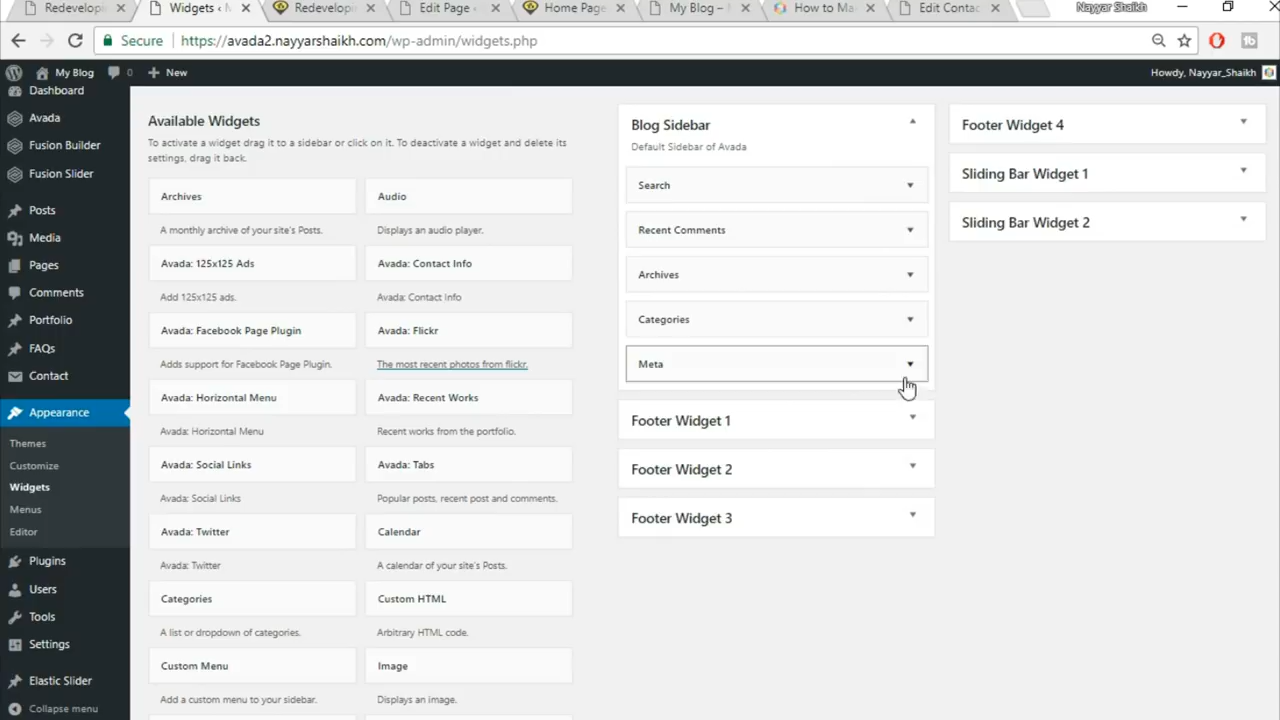 Redevelopi
Widgets ‹
Redevelopi
Edit Page ‹
Home Page
My Blog –
How to Ma
Edit Contac
Nayyar Shaikh
Secure
https://avada2.nayyarshaikh.com/wp-admin/widgets.php
My Blog
0
New
Howdy, Nayyar_Shaikh
Dashboard
Avada
Fusion Builder
Fusion Slider
Posts
Media
Pages
Comments
Portfolio
FAQs
Contact
Appearance
Themes
Customize
Widgets
Menus
Editor
Plugins
Users
Tools
Settings
Elastic Slider
Collapse menu
Available Widgets
To activate a widget drag it to a sidebar or click on it. To deactivate a widget and delete its
settings, drag it back.
Archives
Audio
A monthly archive of your site's Posts.
Displays an audio player.
Avada: 125x125 Ads
Avada: Contact Info
Add 125x125 ads.
Avada: Contact Info
Avada: Facebook Page Plugin
Avada: Flickr
Adds support for Facebook Page Plugin.
The most recent photos from flickr.
Avada: Horizontal Menu
Avada: Recent Works
Avada: Horizontal Menu
Recent works from the portfolio.
Avada: Social Links
Avada: Tabs
Avada: Social Links
Popular posts, recent post and comments.
Avada: Twitter
Calendar
Avada: Twitter
A calendar of your site's Posts.
Categories
Custom HTML
A list or dropdown of categories.
Arbitrary HTML code.
Custom Menu
Image
Add a custom menu to your sidebar.
Displays an image.
Blog Sidebar
Default Sidebar of Avada
Search
Recent Comments
Archives
Categories
Meta
Footer Widget 1
Footer Widget 2
Footer Widget 3
Footer Widget 4
Sliding Bar Widget 1
Sliding Bar Widget 2